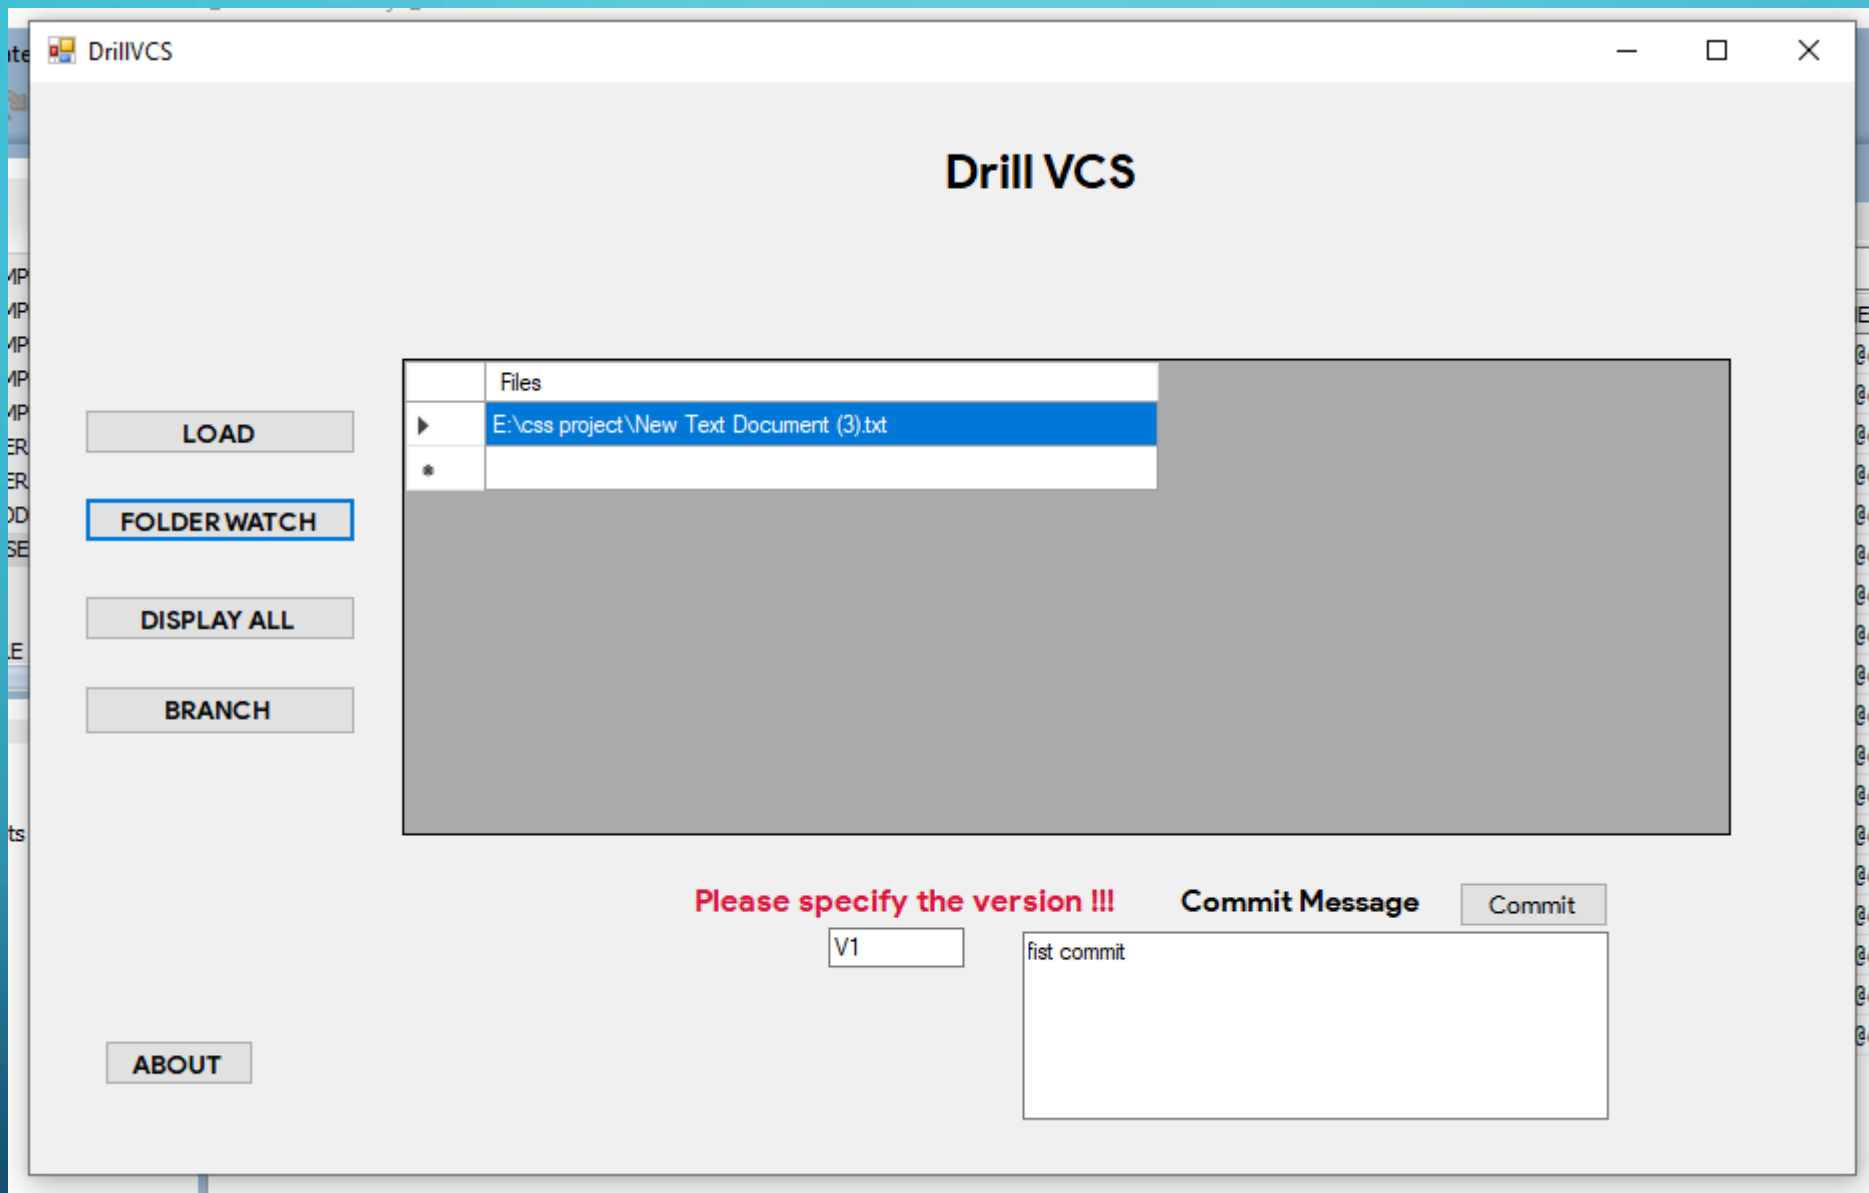 DrillVCS
Drill VCS
Files
E:\css project\New Text Document (3).txt
LOAD
FOLDER WATCH
DISPLAY ALL
BRANCH
Please specify the version !!!
Commit Message
Commit
V1
fist commit
ABOUT